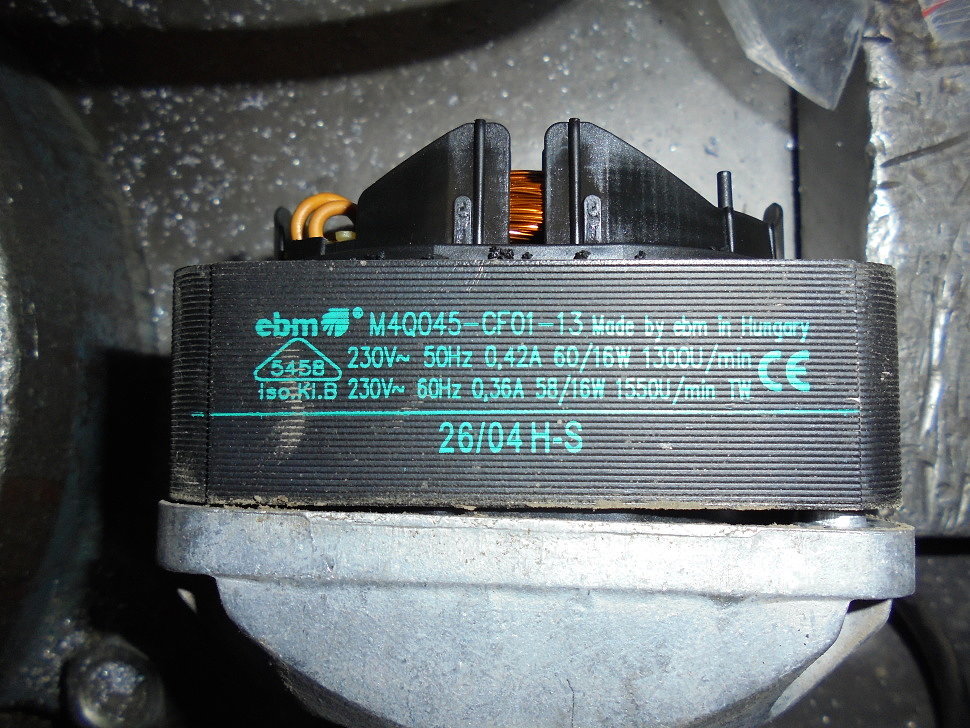 ebm® M4Q045-CF01-13 Made by ebm in Hungary
230V~ 50Hz 0,42A 60/16W 1300U/min CE
5458
Iso.Kl.B 230V~ 60Hz 0,36A 58/16W 1550U/min TW
26/04 H-S